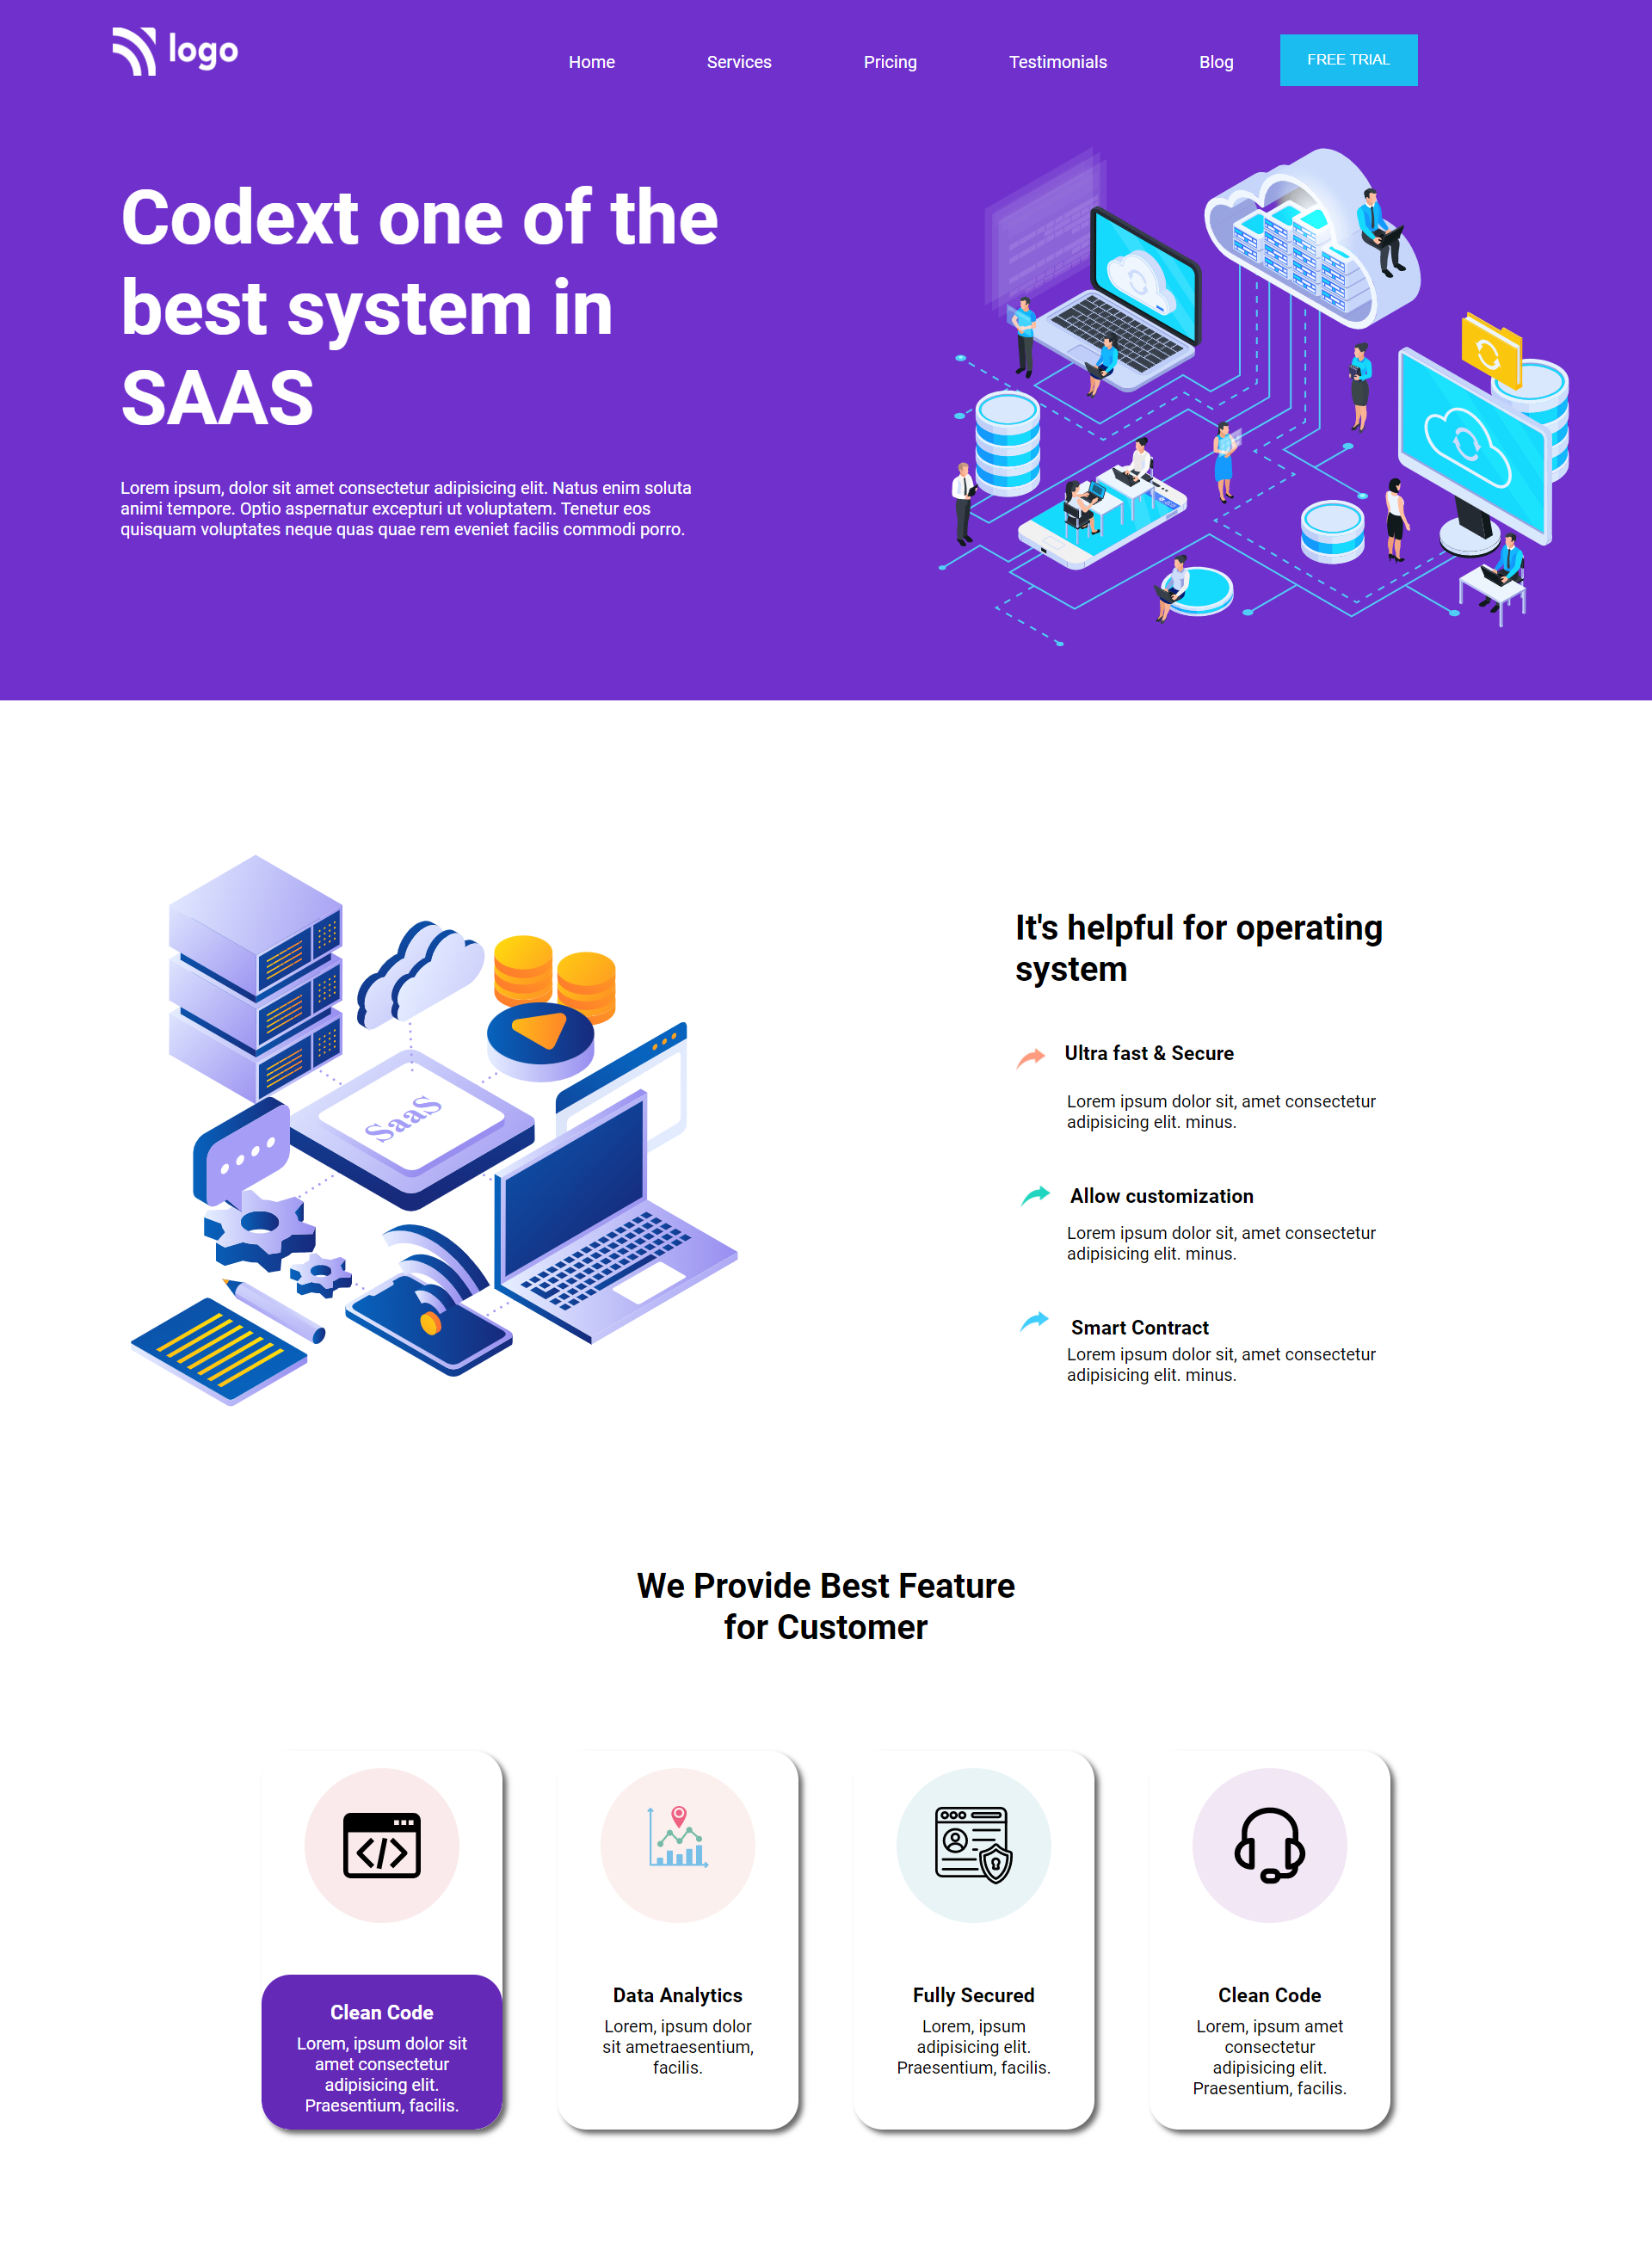 logo
Home
Services
Pricing
Testimonials
Blog
FREE TRIAL
Codext one of the
best system in
SAAS
Lorem ipsum, dolor sit amet consectetur adipisicing elit. Natus enim soluta
animi tempore. Optio aspernatur excepturi ut voluptatem. Tenetur eos
quisquam voluptates neque quas quae rem eveniet facilis commodi porro.
SaaS
It's helpful for operating
system
Ultra fast & Secure
Lorem ipsum dolor sit, amet consectetur
adipisicing elit. minus.
Allow customization
Lorem ipsum dolor sit, amet consectetur
adipisicing elit. minus.
Smart Contract
Lorem ipsum dolor sit, amet consectetur
adipisicing elit. minus.
We Provide Best Feature
for Customer
Clean Code
Lorem, ipsum dolor sit
amet consectetur
adipisicing elit.
Praesentium, facilis.
Data Analytics
Lorem, ipsum dolor
sit ametraesentium,
facilis.
Fully Secured
Lorem, ipsum
adipisicing elit.
Praesentium, facilis.
Clean Code
Lorem, ipsum amet
consectetur
adipisicing elit.
Praesentium, facilis.